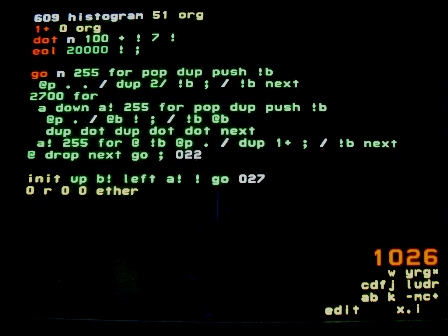 609 histogram 51 org
1+ 0 org
dot n 100 + ! 7 !
eol 20000 ! ;
go n 255 for pop dup push !b
@p . . / dup 2/ !b ; / !b next
2700 for
a down a! 255 for pop dup push !b
@p . / @b ! ; / !b @b
dup dot dup dot dot next
a! 255 for @ !b @p . / dup 1+ ; / !b next
@ drop next go ; 022
init up b! left a! ! go 027
0 r 0 0 ether
1026
w yrg*
cdfj ludr
ab k -mc+
edit x.i